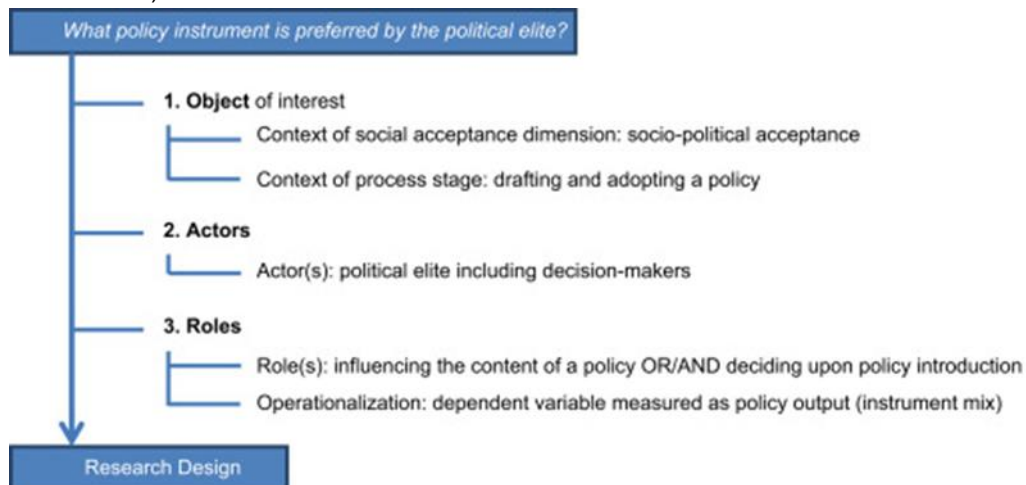 What policy instrument is preferred by the political elite?
1. Object of interest
Context of social acceptance dimension: socio-political acceptance
Context of process stage: drafting and adopting a policy
2. Actors
Actor(s): political elite including decision-makers
3. Roles
Role(s): influencing the content of a policy OR/AND deciding upon policy introduction
Operationalization: dependent variable measured as policy output (instrument mix)
Research Design